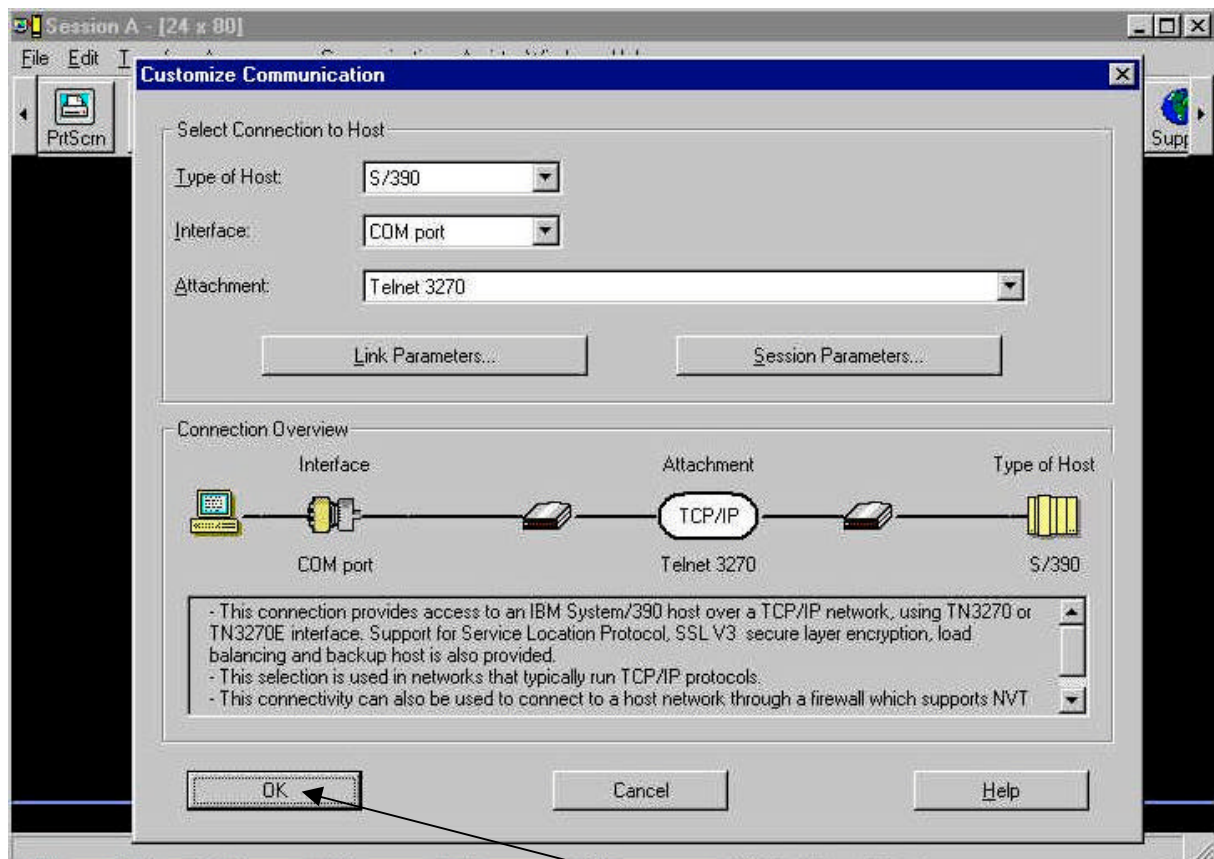 Session A - [24 x 80]
File Edit
PrtScrn
Supp
Customize Communication
Select Connection to Host
Type of Host: S/390
Interface: COM port
Attachment: Telnet 3270
Link Parameters... Session Parameters...
Connection Overview
Interface Attachment Type of Host
TCP/IP
COM port Telnet 3270 S/390
- This connection provides access to an IBM System/390 host over a TCP/IP network, using TN3270 or
TN3270E interface. Support for Service Location Protocol, SSL V3 secure layer encryption, load
balancing and backup host is also provided.
- This selection is used in networks that typically run TCP/IP protocols.
- This connectivity can also be used to connect to a host network through a firewall which supports NVT
OK Cancel Help